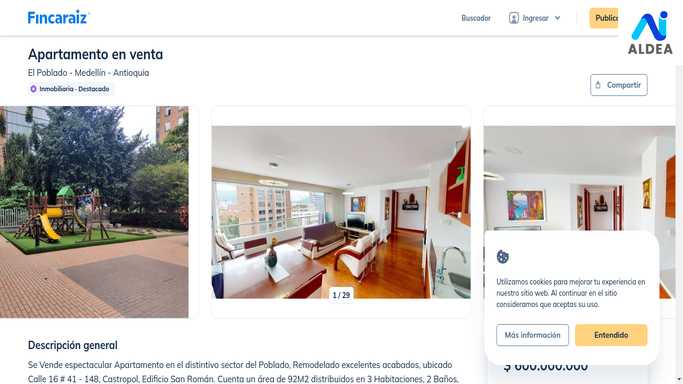 Fincaraiz
Buscador
Ingresar
Public
ALDEA
Apartamento en venta
El Poblado - Medellín - Antioquia
Inmobiliaria - Destacado
Compartir
1 / 29
Utilizamos cookies para mejorar tu experiencia en
nuestro sitio web. Al continuar en el sitio
consideramos que aceptas su uso.
Más información
Entendido
$ 600.000.000
Descripción general
Se Vende espectacular Apartamento en el distintivo sector del Poblado, Remodelado excelentes acabados, ubicado
Calle 16 # 41 - 148, Castropol, Edificio San Román. Cuenta un área de 92M2 distribuidos en 3 Habitaciones, 2 Baños,